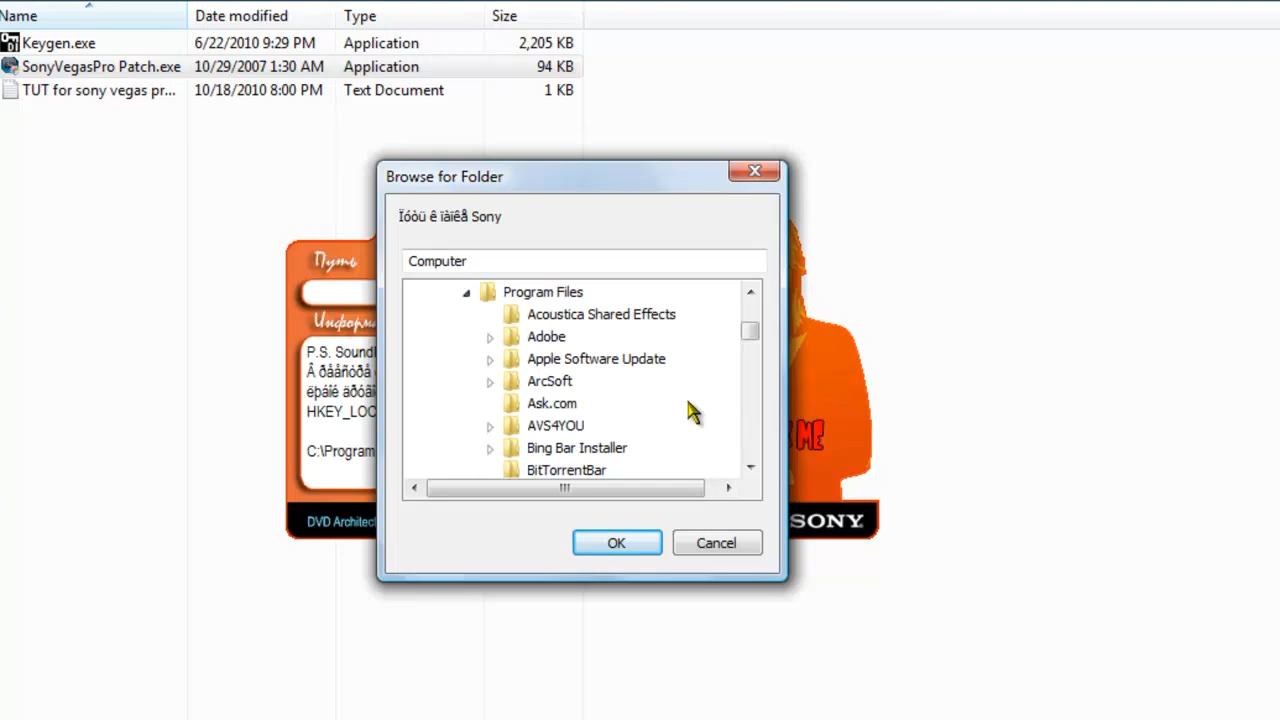 Name Date modified Type Size
Keygen.exe 6/22/2010 9:29 PM Application 2,205 KB
SonyVegasPro Patch.exe 10/29/2007 1:30 AM Application 94 KB
TUT for sony vegas pr... 10/18/2010 8:00 PM Text Document 1 KB
Browse for Folder
Ïóòü ê ïàïêå Sony
Computer
Program Files
Acoustica Shared Effects
Adobe
Apple Software Update
ArcSoft
Ask.com
AVS4YOU
Bing Bar Installer
BitTorrentBar
OK Cancel
Путь
P.S. Sound
 ðååñòðå
HKEY_LOC
C:\Program
DVD Architect
ME
SONY